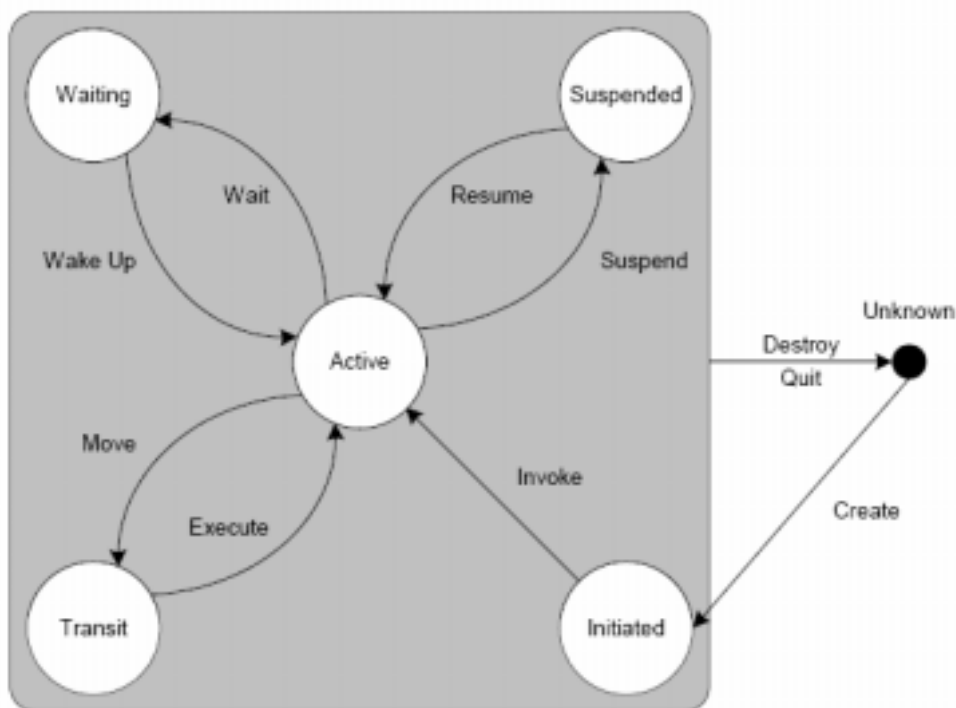 Waiting
Suspended
Wait
Resume
Wake Up
Suspend
Unknown
Destroy
Quit
Active
Move
Invoke
Execute
Create
Transit
Initiated